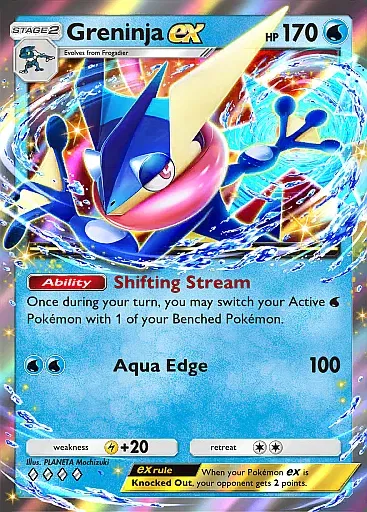 STAGE2 Greninja ex HP 170
Evolves from Frogadier
Ability Shifting Stream
Once during your turn, you may switch your Active
Pokémon with 1 of your Benched Pokémon.
Aqua Edge 100
weakness +20 retreat
Illus. PLANETA Mochizuki
ex rule When your Pokémon ex is
Knocked Out, your opponent gets 2 points.